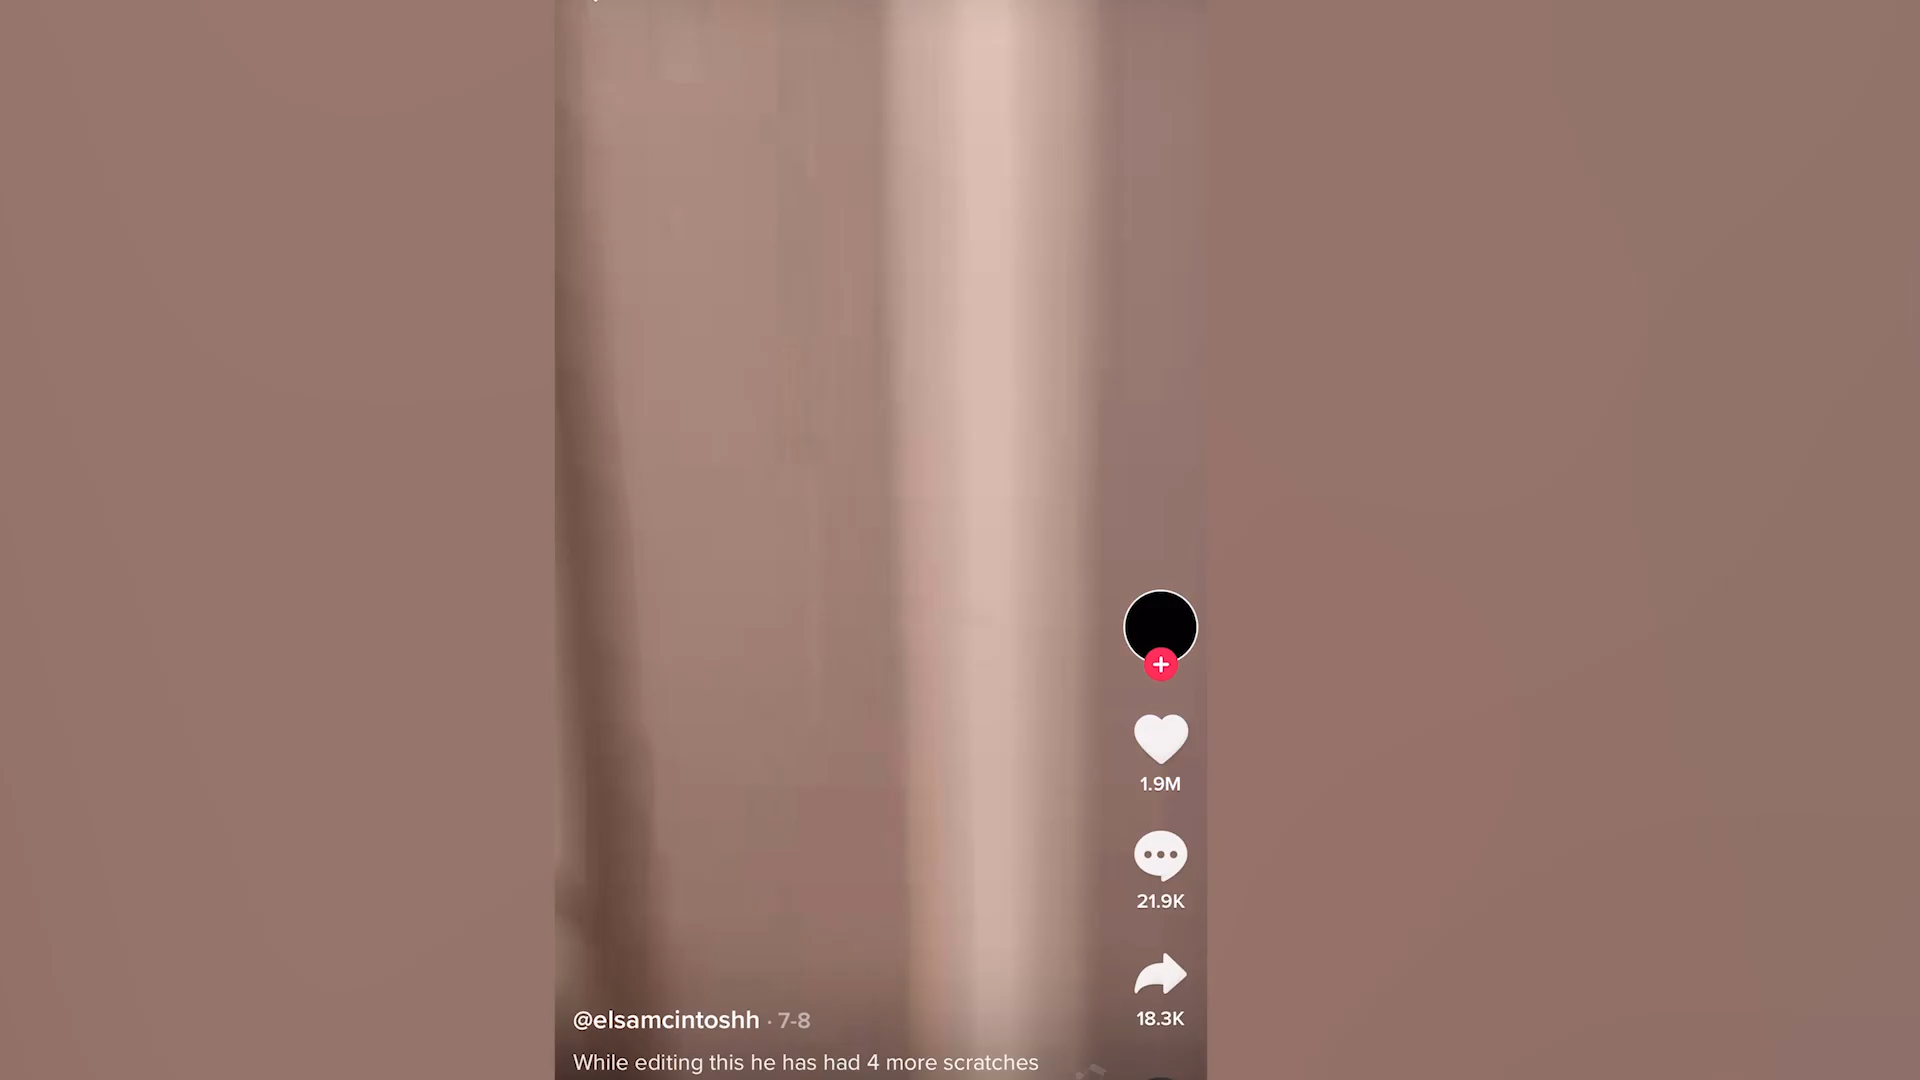 1.9M
21.9K
18.3K
@elsamcintoshh · 7-8
While editing this he has had 4 more scratches